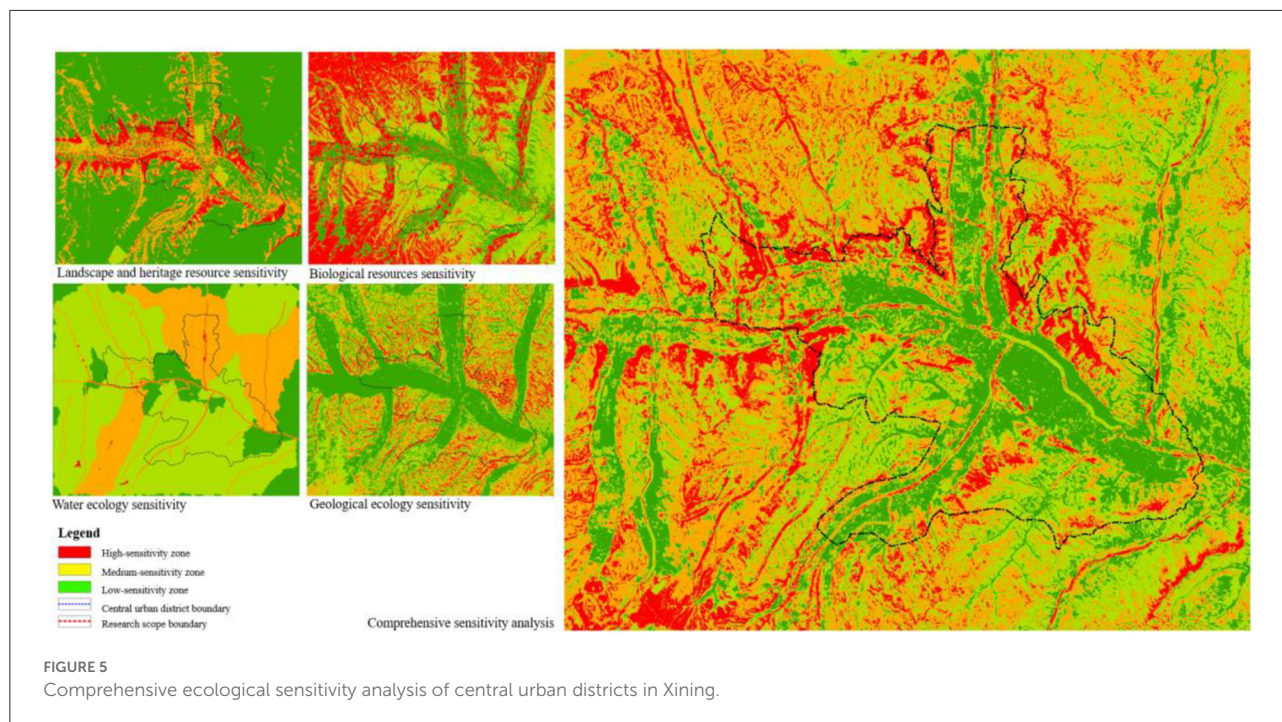 Landscape and heritage resource sensitivity
Biological resources sensitivity
Water ecology sensitivity
Geological ecology sensitivity
Legend
High-sensitivity zone
Medium-sensitivity zone
Low-sensitivity zone
Central urban district boundary
Research scope boundary
Comprehensive sensitivity analysis
FIGURE 5
Comprehensive ecological sensitivity analysis of central urban districts in Xining.